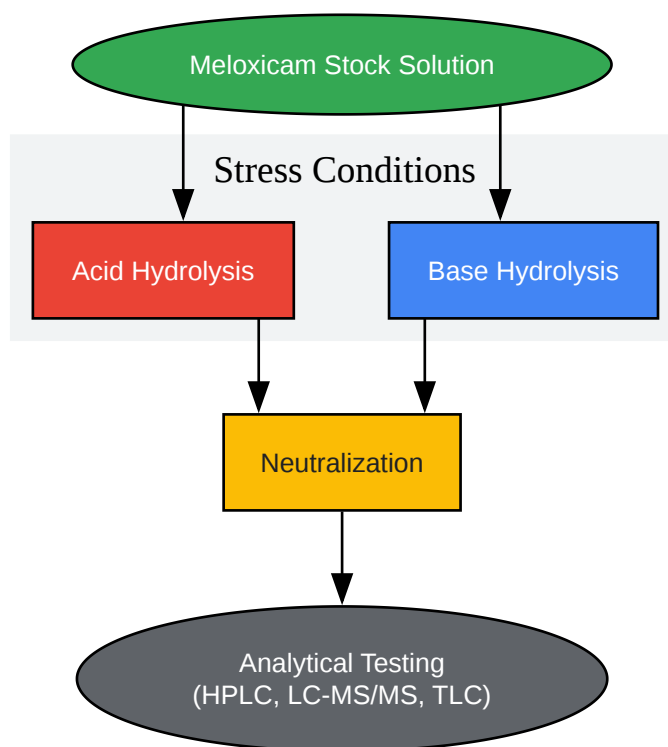 Meloxicam Stock Solution
Stress Conditions
Acid Hydrolysis
Base Hydrolysis
Neutralization
Analytical Testing
(HPLC, LC-MS/MS, TLC)